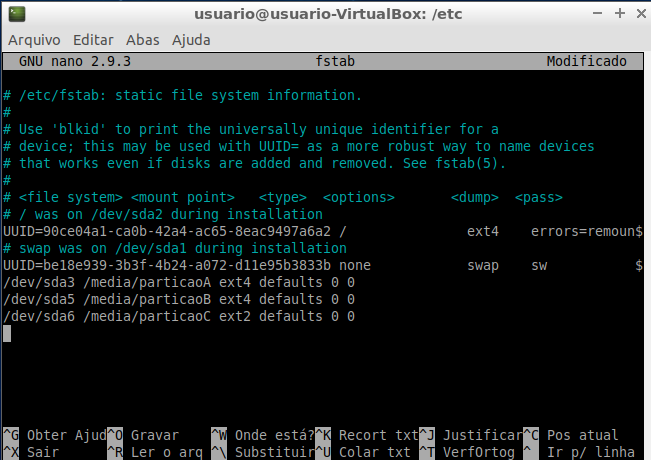 usuario@usuario-VirtualBox: /etc
Arquivo Editar Abas Ajuda
GNU nano 2.9.3 fstab Modificado
# /etc/fstab: static file system information.
#
# Use 'blkid' to print the universally unique identifier for a
# device; this may be used with UUID= as a more robust way to name devices
# that works even if disks are added and removed. See fstab(5).
#
# <file system> <mount point> <type> <options> <dump> <pass>
# / was on /dev/sda2 during installation
UUID=90ce04a1-ca0b-42a4-ac65-8eac9497a6a2 / ext4 errors=remoun$
# swap was on /dev/sda1 during installation
UUID=be18e939-3b3f-4b24-a072-d11e95b3833b none swap sw $
/dev/sda3 /media/particaoA ext4 defaults 0 0
/dev/sda5 /media/particaoB ext4 defaults 0 0
/dev/sda6 /media/particaoC ext2 defaults 0 0
^G Obter Ajud^O Gravar ^W Onde está?^K Recort txt^J Justificar^C Pos atual
^X Sair ^R Ler o arq ^\ Substituir^U Colar txt ^T VerfOrtog ^_ Ir p/ linha